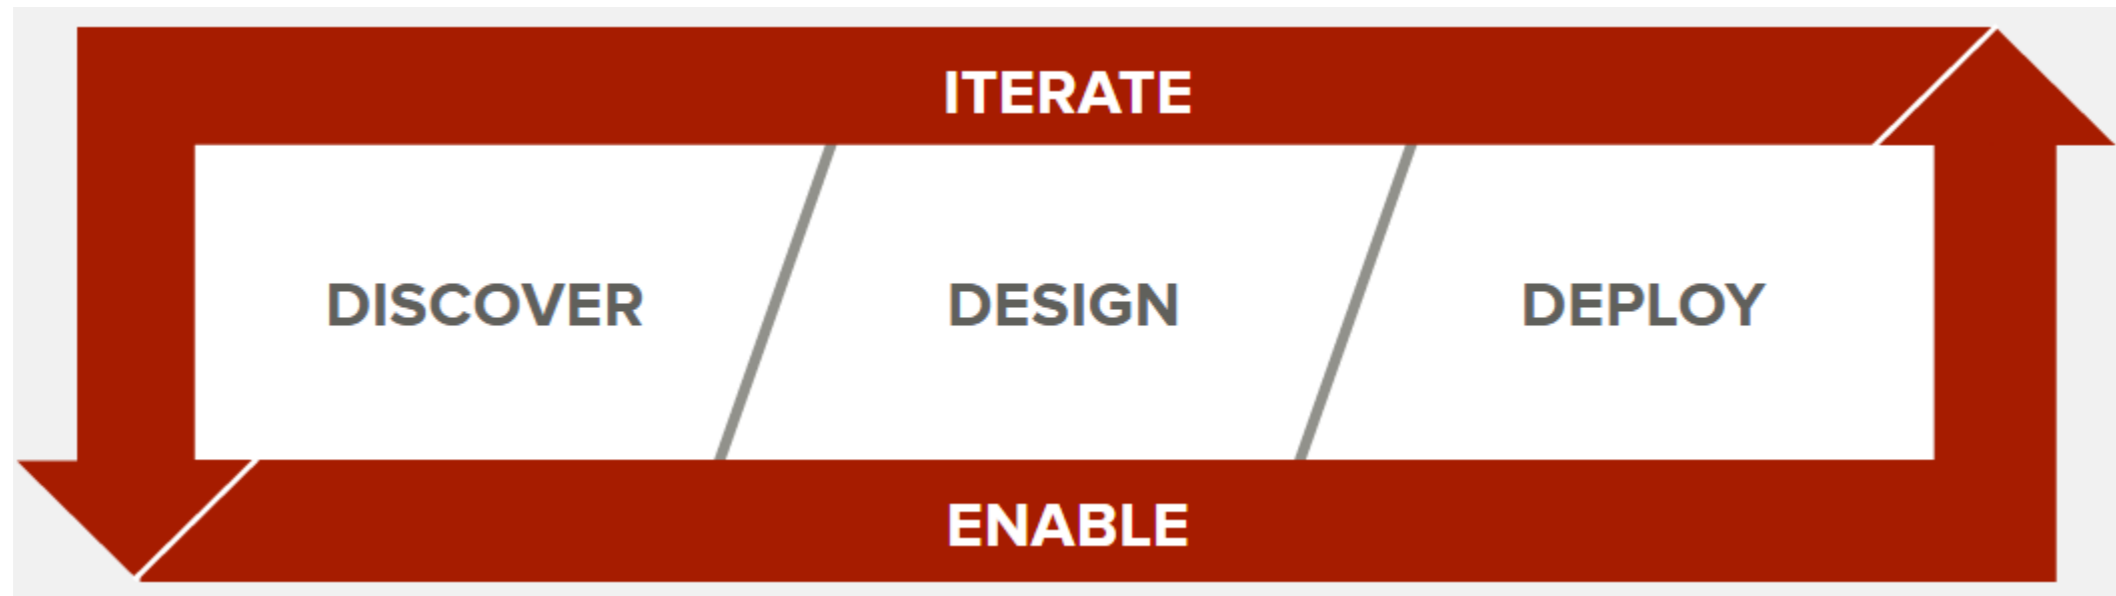 ITERATE
DISCOVER
DESIGN
DEPLOY
ENABLE